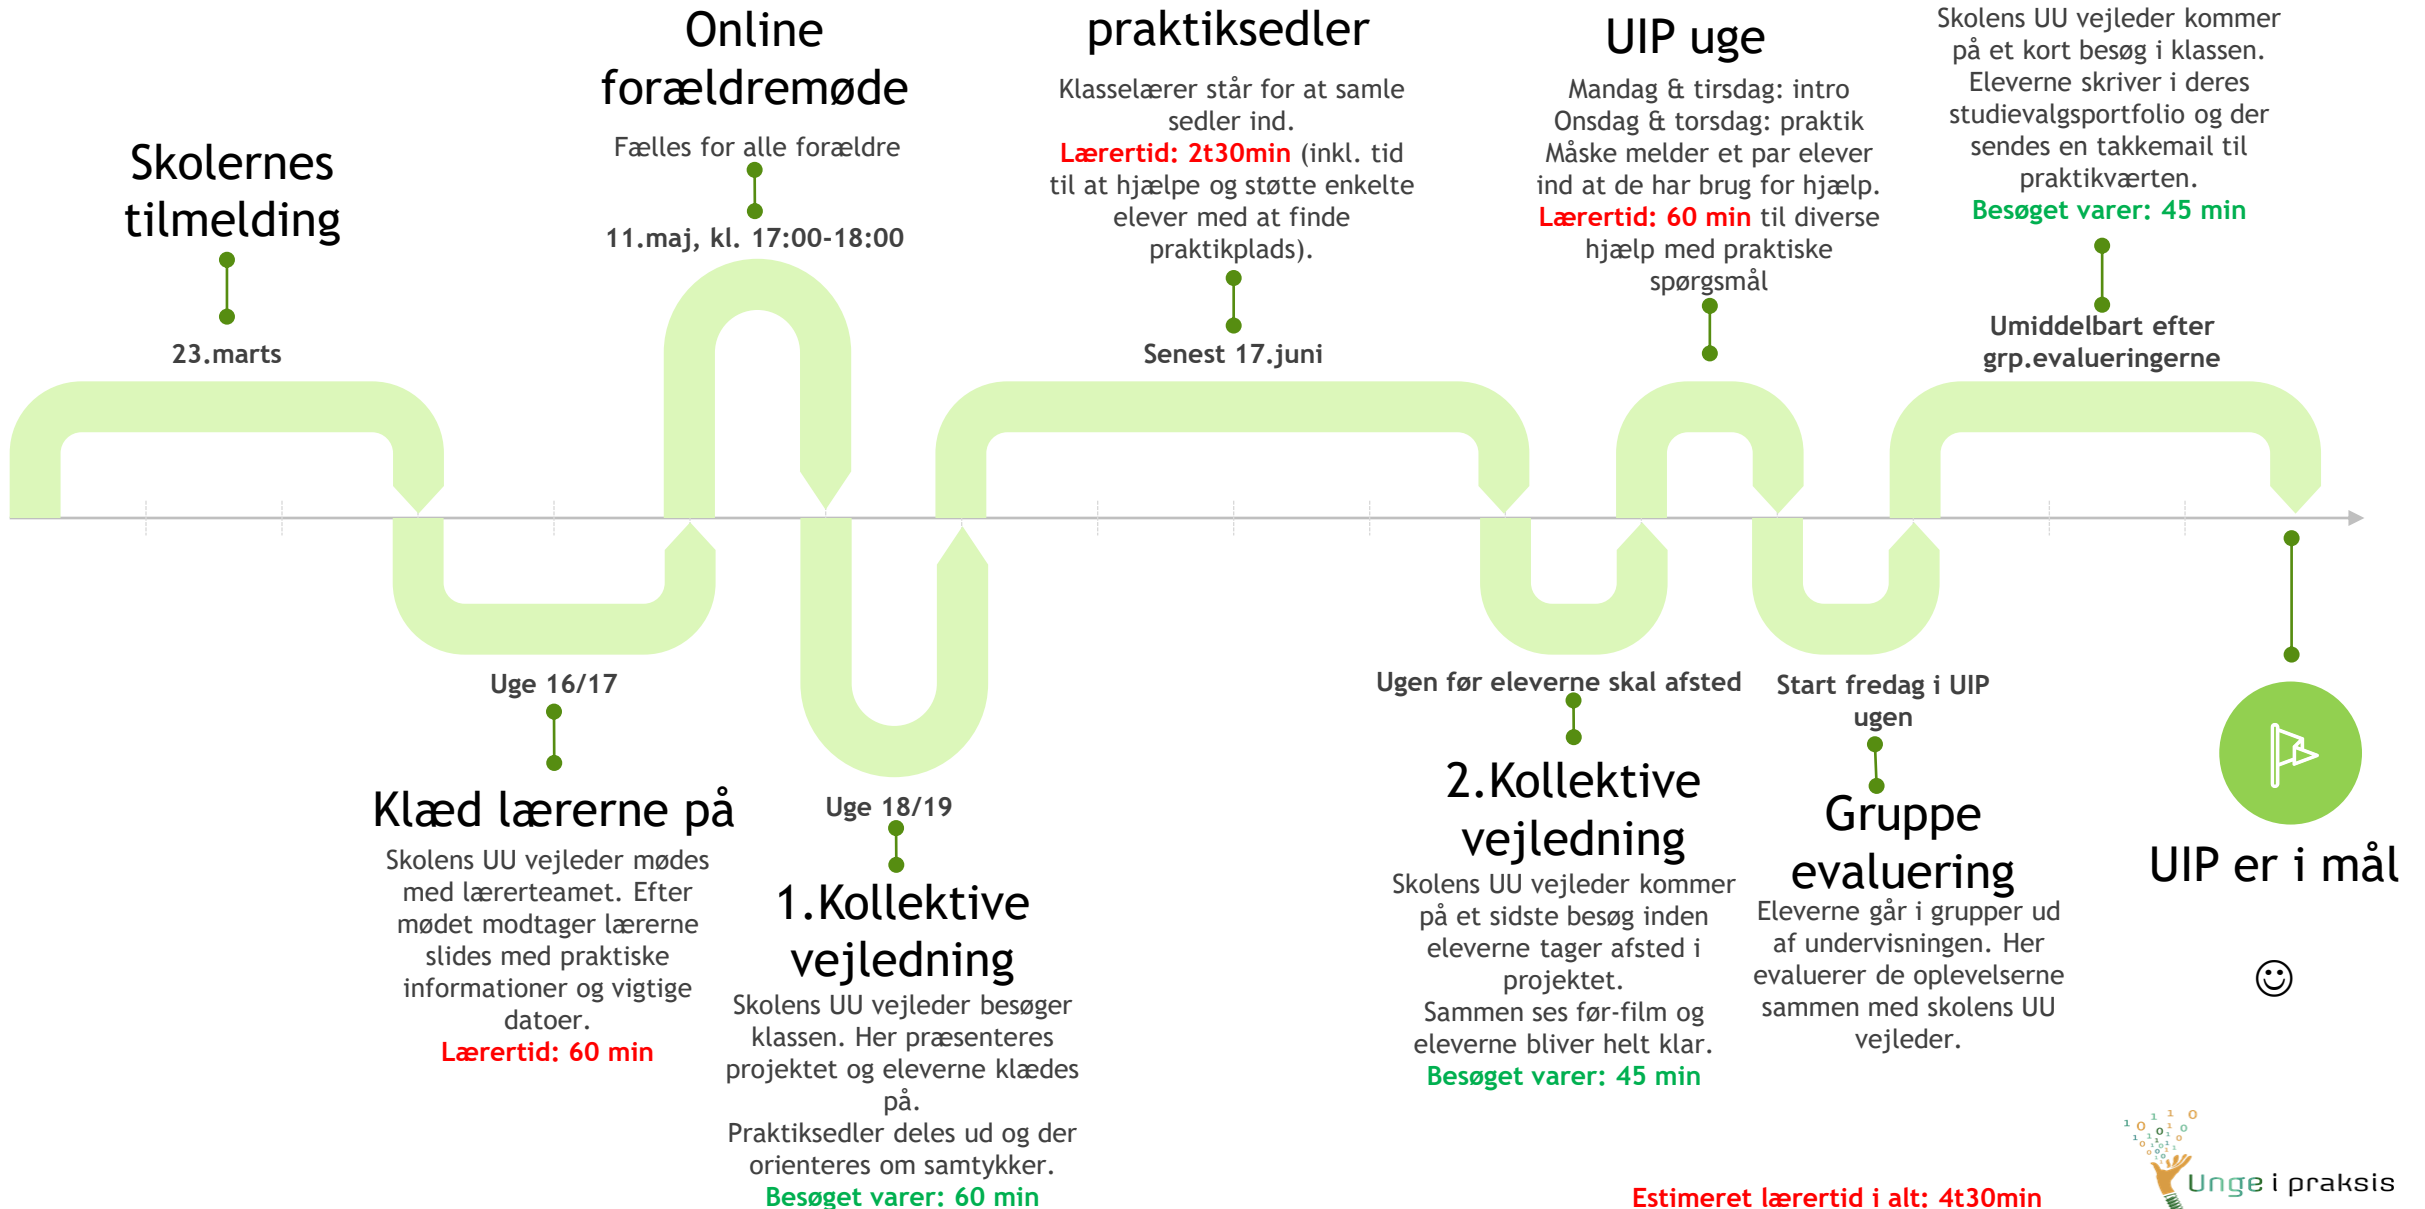 Skolernes
tilmelding
23.marts
Uge 16/17
Klæd lærerne på
Skolens UU vejleder mødes
med lærerteamet. Efter
mødet modtager lærerne
slides med praktiske
informationer og vigtige
datoer.
Lærertid: 60 min
Online
forældremøde
Fælles for alle forældre
11.maj, kl. 17:00-18:00
Uge 18/19
1.Kollektive
vejledning
Skolens UU vejleder besøger
klassen. Her præsenteres
projektet og eleverne klædes
på.
Praktiksedler deles ud og der
orienteres om samtykker.
Besøget varer: 60 min
praktiksedler
Klasselærer står for at samle
sedler ind.
Lærertid: 2t30min (inkl. tid
til at hjælpe og støtte enkelte
elever med at finde
praktikplads).
Senest 17.juni
Ugen før eleverne skal afsted
2.Kollektive
vejledning
Skolens UU vejleder kommer
på et sidste besøg inden
eleverne tager afsted i
projektet.
Sammen ses før-film og
eleverne bliver helt klar.
Besøget varer: 45 min
UIP uge
Mandag & tirsdag: intro
Onsdag & torsdag: praktik
Måske melder et par elever
ind at de har brug for hjælp.
Lærertid: 60 min til diverse
hjælp med praktiske
spørgsmål
Start fredag i UIP
ugen
Gruppe
evaluering
Eleverne går i grupper ud
af undervisningen. Her
evaluerer de oplevelserne
sammen med skolens UU
vejleder.
Skolens UU vejleder kommer
på et kort besøg i klassen.
Eleverne skriver i deres
studievalgsportfolio og der
sendes en takkemail til
praktikværten.
Besøget varer: 45 min
Umiddelbart efter
grp.evalueringerne
UIP er i mål
Estimeret lærertid i alt: 4t30min
Unge i praksis